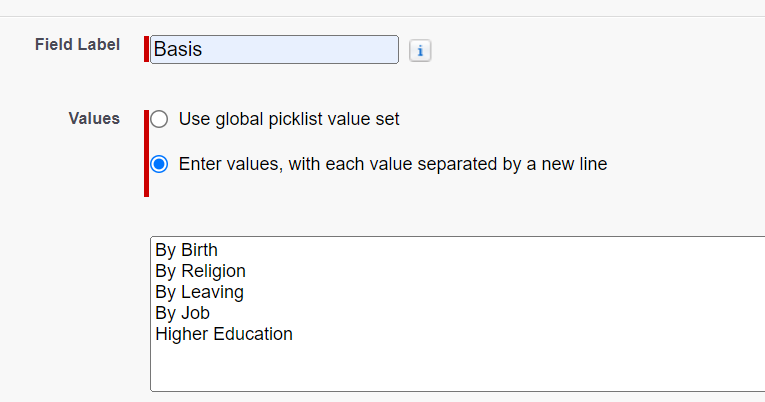 Field Label
Basis
i
Values
Use global picklist value set
Enter values, with each value separated by a new line
By Birth
By Religion
By Leaving
By Job
Higher Education